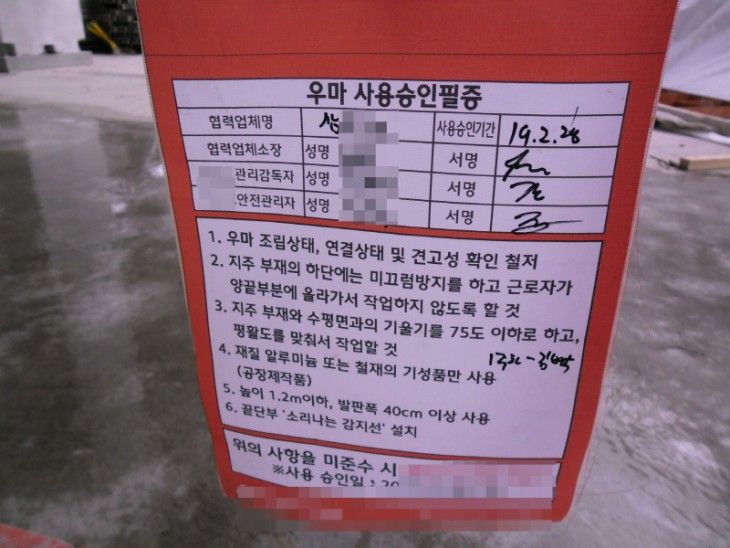 우마 사용승인필증
협력업체명 삼 사용승인기간 19.2.28
협력업체소장 성명 서명
관리감독자 성명 서명
.안전관리자 성명 서명
1. 우마 조립상태, 연결상태 및 견고성 확인 철저
2. 지주 부재의 하단에는 미끄럼방지를 하고 근로자가
양끝부분에 올라가서 작업하지 않도록 할 것
3. 지주 부재와 수평면과의 기울기를 75도 이하로 하고,
평활도를 맞춰서 작업할 것
4. 재질 알루미늄 또는 철재의 기성품만 사용
(공장제작품)
5. 높이 1.2m이하, 발판폭 40cm 이상 사용
6. 끝단부 '소리나는 감지선' 설치
위의 사항을 미준수 시
※사용 승인일 : 20